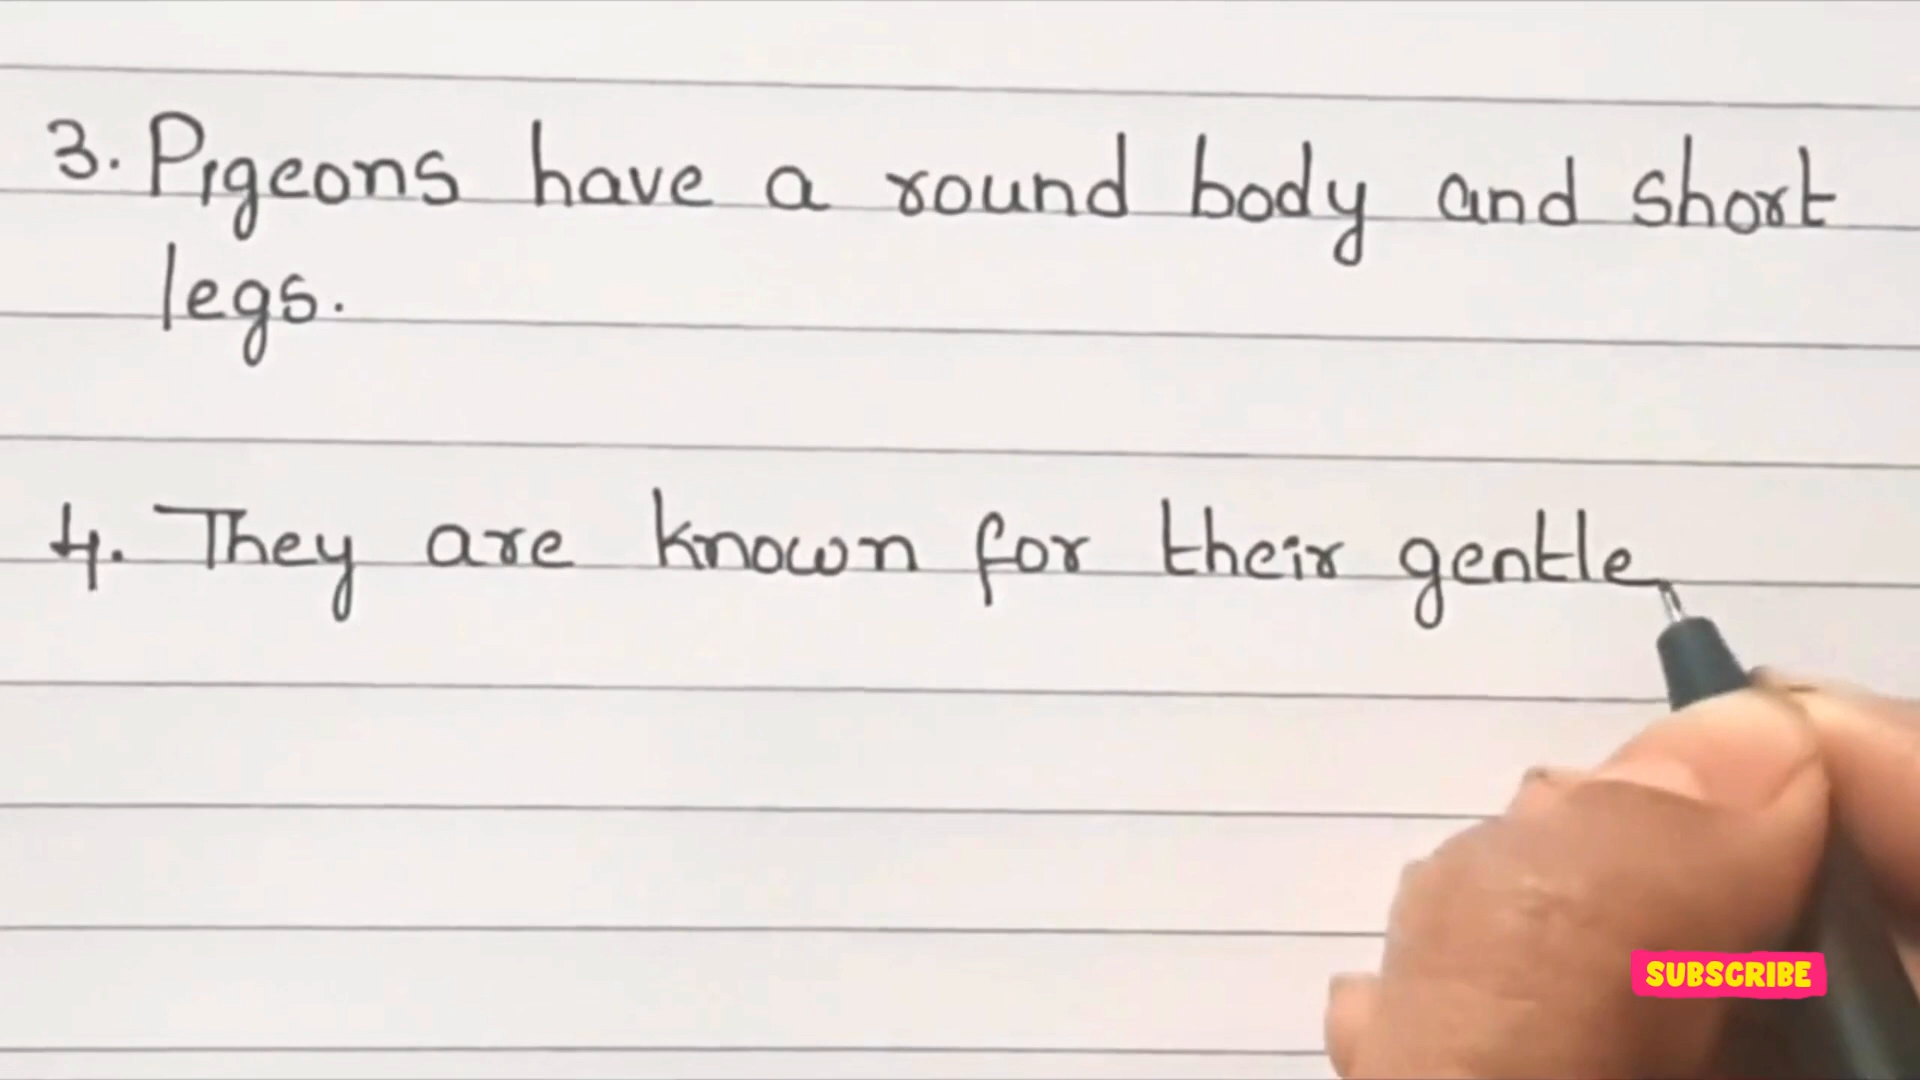 3. Pigeons have a round body and short
legs.
4. They are known for their gentle
SUBSCRIBE